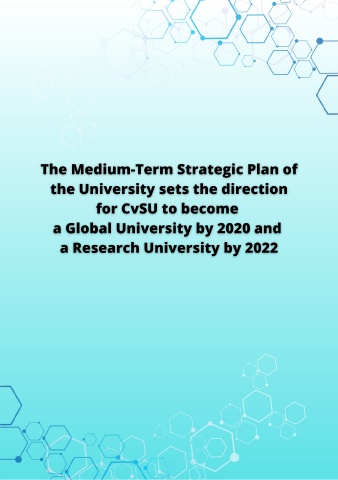 The Medium-Term Strategic Plan of
the University sets the direction
for CvSU to become
a Global University by 2020 and
a Research University by 2022